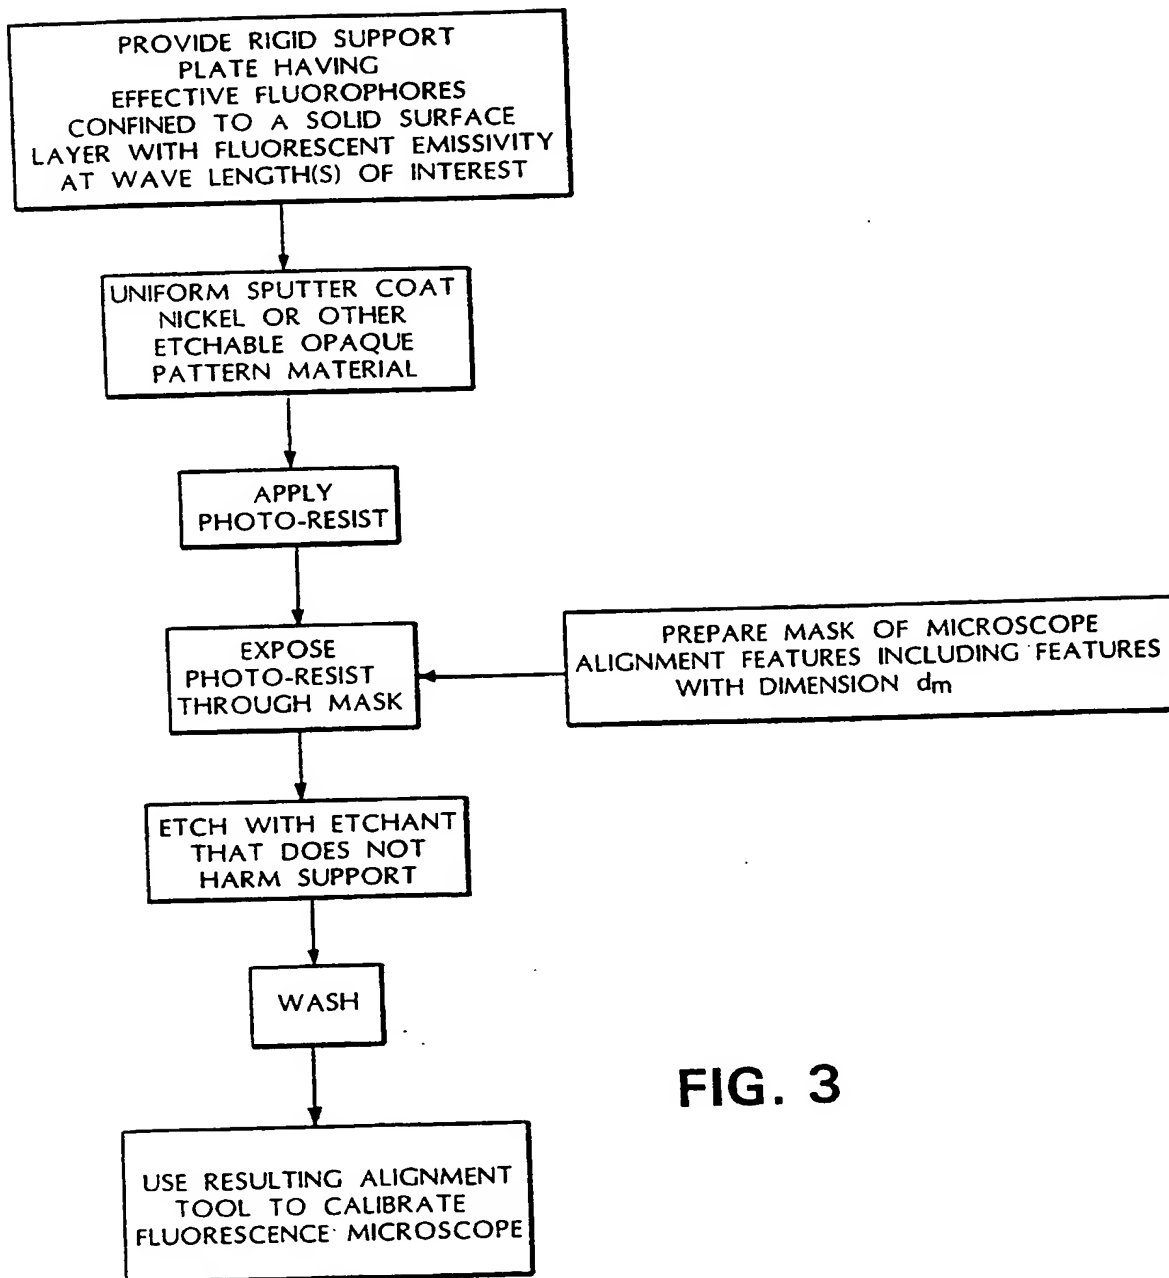 PROVIDE RIGID SUPPORT
PLATE HAVING
EFFECTIVE FLUOROPHORES
CONFINED TO A SOLID SURFACE
LAYER WITH FLUORESCENT EMISSIVITY
AT WAVE LENGTH(S) OF INTEREST
UNIFORM SPUTTER COAT
NICKEL OR OTHER
ETCHABLE OPAQUE
PATTERN MATERIAL
APPLY
PHOTO-RESIST
EXPOSE
PHOTO-RESIST
THROUGH MASK
PREPARE MASK OF MICROSCOPE
ALIGNMENT FEATURES INCLUDING FEATURES
WITH DIMENSION dm
ETCH WITH ETCHANT
THAT DOES NOT
HARM SUPPORT
WASH
USE RESULTING ALIGNMENT
TOOL TO CALIBRATE
FLUORESCENCE MICROSCOPE
FIG. 3